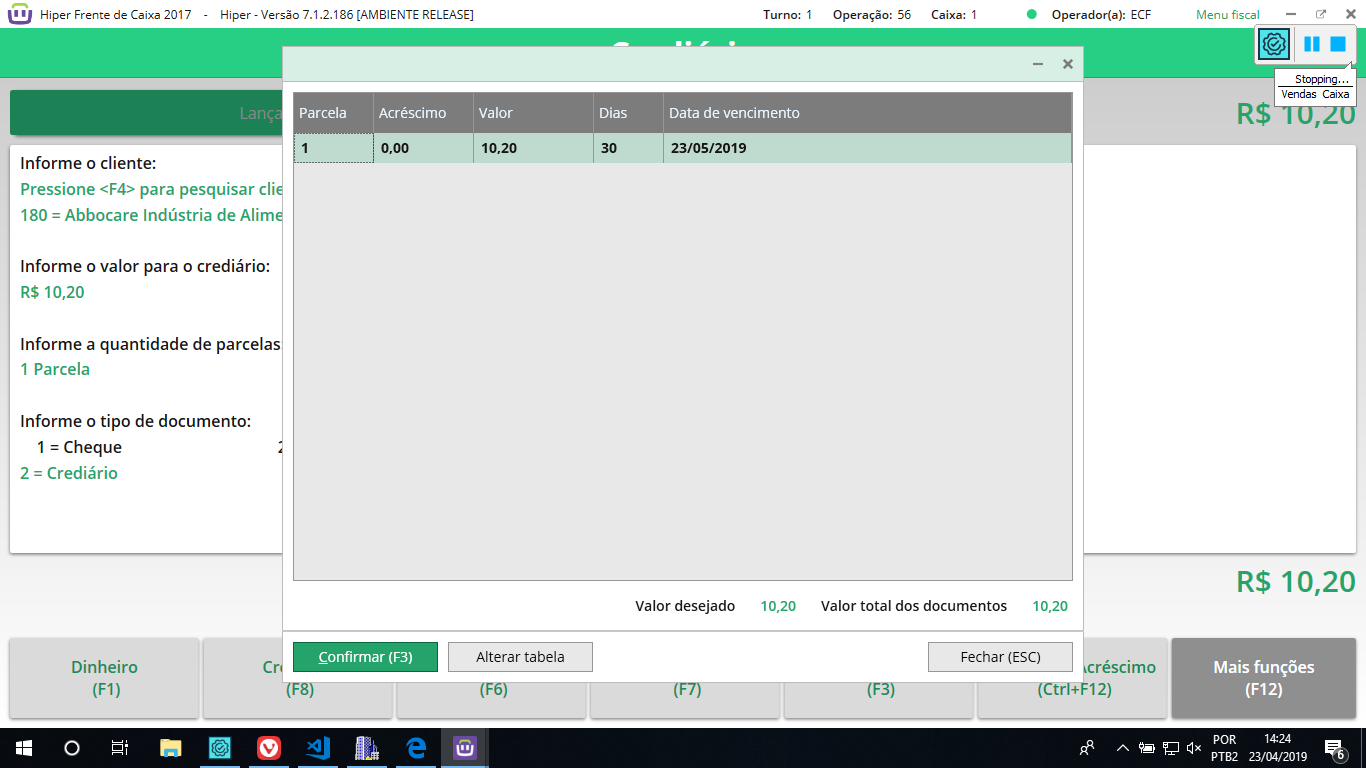 Hiper Frente de Caixa 2017 - Hiper - Versão 7.1.2.186 [AMBIENTE RELEASE] Turno: 1 Operação: 56 Caixa: 1 Operador(a): ECF Menu fiscal
Stopping...
Vendas Caixa
Lança
R$ 10,20
Parcela Acréscimo Valor Dias Data de vencimento
1 0,00 10,20 30 23/05/2019
Informe o cliente:
Pressione <F4> para pesquisar clie
180 = Abbocare Indústria de Alime
Informe o valor para o crediário:
R$ 10,20
Informe a quantidade de parcelas:
1 Parcela
Informe o tipo de documento:
1 = Cheque 2
2 = Crediário
R$ 10,20
Valor desejado 10,20 Valor total dos documentos 10,20
Confirmar (F3) Alterar tabela Fechar (ESC)
Dinheiro
(F1)
Cre
(F8)
(F6)
(F7)
(F3)
Acréscimo
(Ctrl+F12)
Mais funções
(F12)
POR
PTB2
14:24
23/04/2019
6